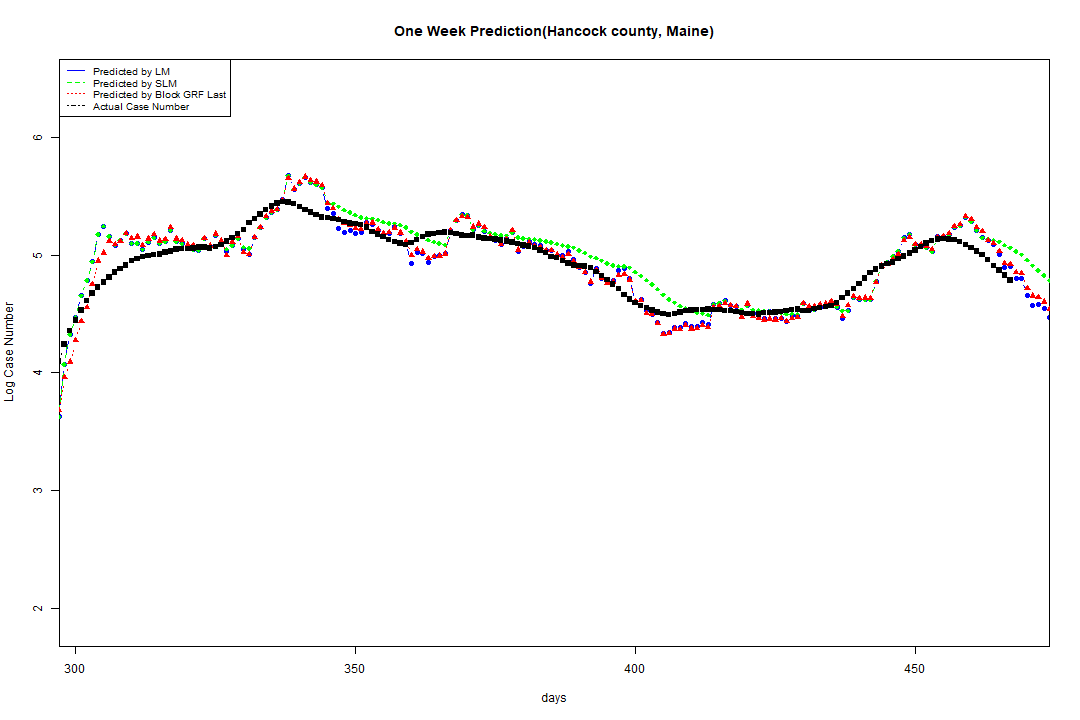 One Week Prediction(Hancock county, Maine)
Predicted by LM
Predicted by SLM
Predicted by Block GRF Last
Actual Case Number
6
5
4
3
2
Log Case Number
300 350 400 450
days